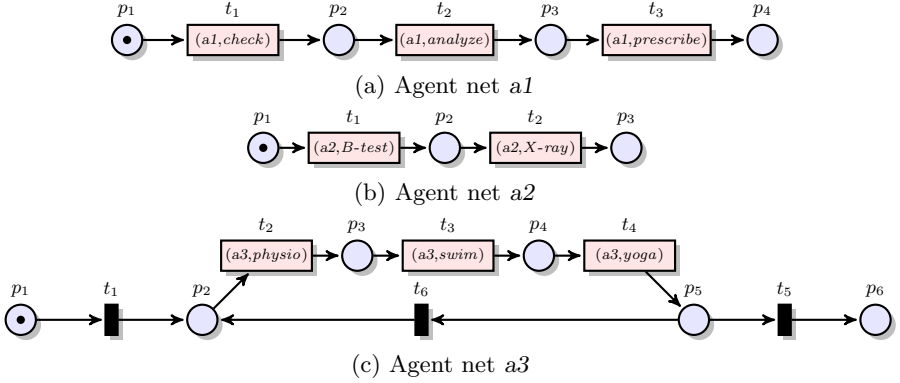 p1 t1 p2 t2 p3 t3 p4
(a1,check) (a1,analyze) (a1,prescribe)
(a) Agent net a1
p1 t1 p2 t2 p3
(a2,B-test) (a2,X-ray)
(b) Agent net a2
t2 p3 t3 p4 t4
(a3,physio) (a3,swim) (a3,yoga)
p1 t1 p2 t6 p5 t5 p6
(c) Agent net a3